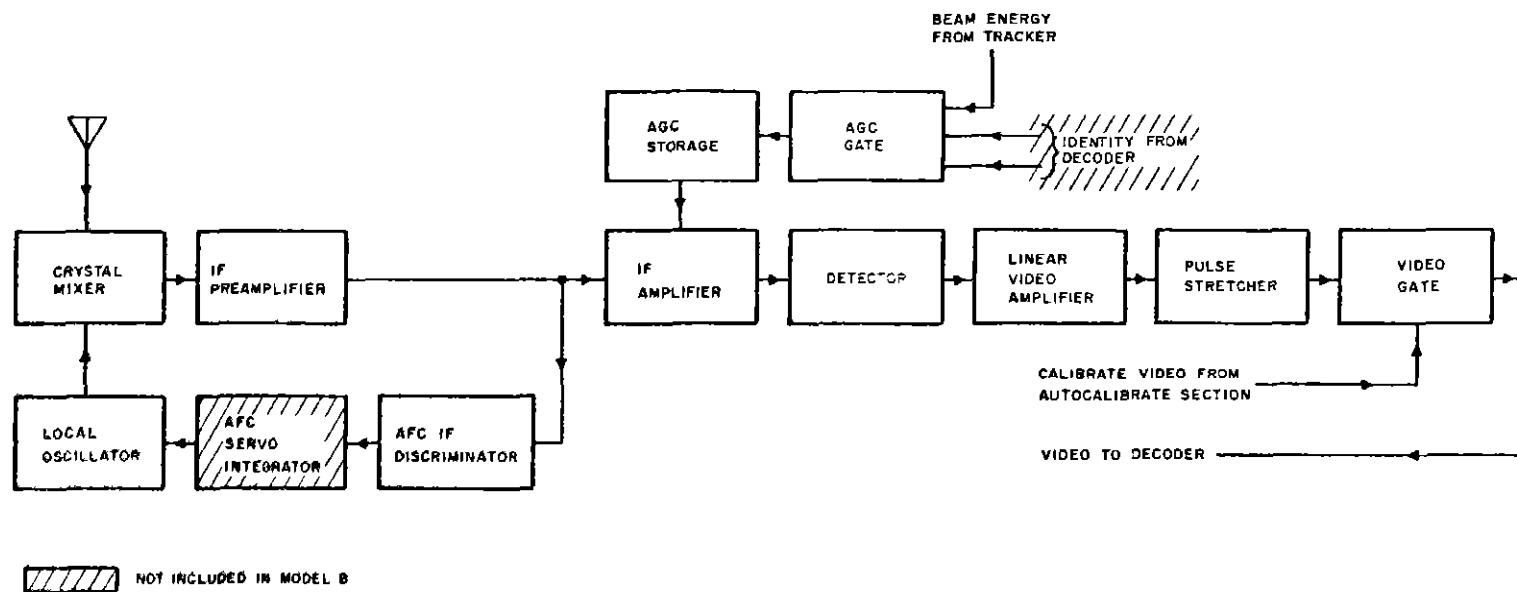 BEAM ENERGY
FROM TRACKER
AGC
STORAGE
AGC
GATE
IDENTITY FROM
DECODER
CRYSTAL
MIXER
IF
PREAMPLIFIER
IF
AMPLIFIER
DETECTOR
LINEAR
VIDEO
AMPLIFIER
PULSE
STRETCHER
VIDEO
GATE
CALIBRATE VIDEO FROM
AUTOCALIBRATE SECTION
LOCAL
OSCILLATOR
AFC
SERVO
INTEGRATOR
AFC IF
DISCRIMINATOR
VIDEO TO DECODER
NOT INCLUDED IN MODEL B